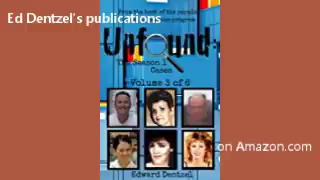 Ed Dentzel's publications
Unfound
The Season 1
Cases
Volume 3 of 6
on Amazon.com
Edward Dentzel